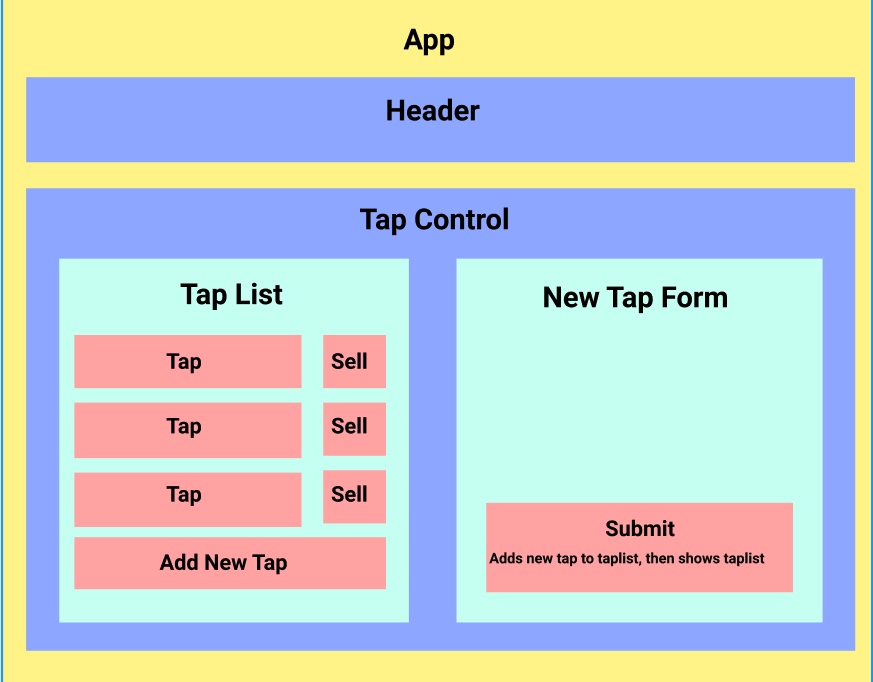 App
Header
Tap Control
Tap List
Tap
Sell
Tap
Sell
Tap
Sell
Add New Tap
New Tap Form
Submit
Adds new tap to taplist, then shows taplist